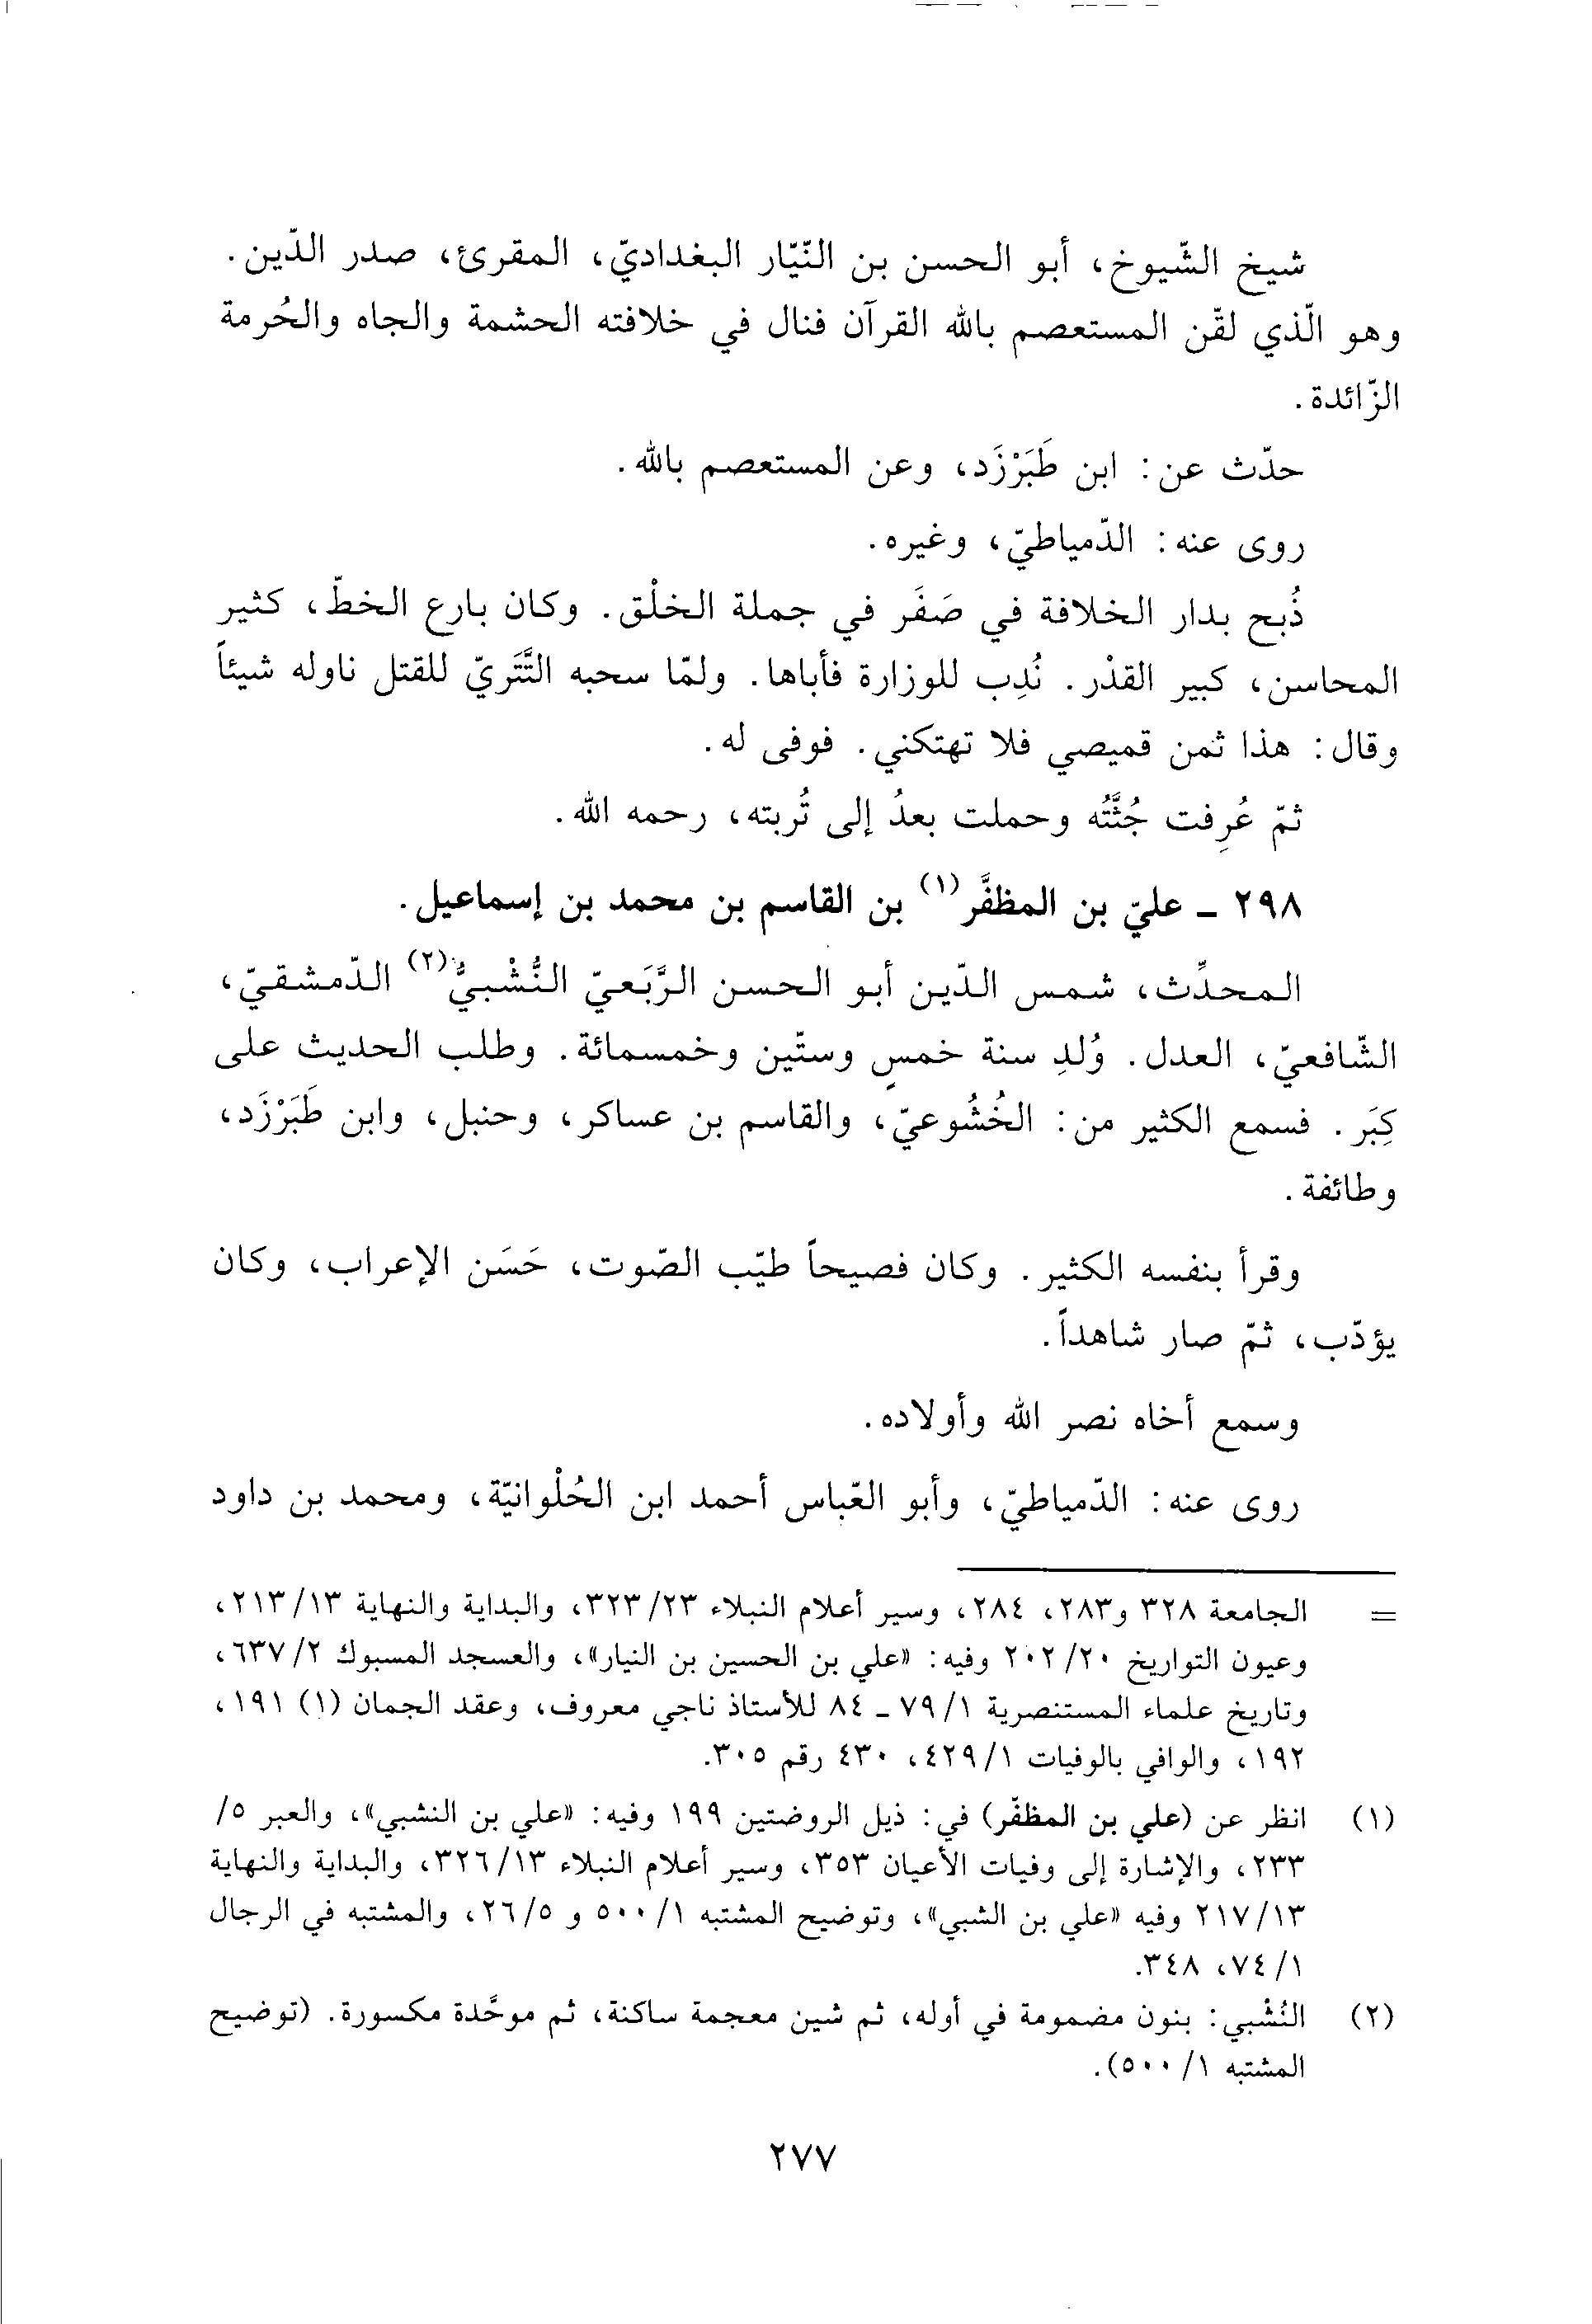 شيخ الشّيوخ، أبو الحسن بن النّيّار البغداديّ، المقرئ، صدر الدّين.
وهو الّذي لقّن المستعصم بالله القرآن فنال في خلافته الحشمة والجاه والحُرمة
الزّائدة.
حدّث عن: ابن طَبَرْزَد، وعن المستعصم بالله.
روى عنه: الدّمياطيّ، وغيره.
ذُبح بدار الخلافة في صَفَر في جملة الخلْق. وكان بارع الخطّ، كثير
المحاسن، كبير القدْر. نُدِب للوزارة فأباها. ولمّا سحبه التَّتَريّ للقتل ناوله شيئاً
وقال: هذا ثمن قميصي فلا تهتكني. فوفى له.
ثمّ عُرِفت جُثَّتُه وحملت بعدُ إلى تُربته، رحمه الله.
٢٩٨ ـ عليّ بن المظفَّر(١) بن القاسم بن محمد بن إسماعيل.
المحدِّث، شمس الدّين أبو الحسن الرَّبَعيّ النُّشْبيُّ(٢) الدّمشقيّ،
الشّافعيّ، العدل. وُلدِ سنة خمسٍ وستّين وخمسمائة. وطلب الحديث على
كِبَر. فسمع الكثير من: الخُشُوعيّ، والقاسم بن عساكر، وحنبل، وابن طَبَرْزَد،
وطائفة.
وقرأ بنفسه الكثير. وكان فصيحاً طيّب الصّوت، حَسَن الإعراب، وكان
يؤدّب، ثمّ صار شاهداً.
وسمع أخاه نصر الله وأولاده.
روى عنه: الدّمياطيّ، وأبو العّباس أحمد ابن الحُلْوانيّة، ومحمد بن داود
= الجامعة ٣٢٨ و٢٨٣، ٢٨٤، وسير أعلام النبلاء ٣٢٣/٢٣، والبداية والنهاية ٢١٣/١٣،
وعيون التواريخ ٢٠٢/٢٠ وفيه: «علي بن الحسين بن النيار»، والعسجد المسبوك ٦٣٧/٢،
وتاريخ علماء المستنصرية ٧٩/١ ـ ٨٤ للأستاذ ناجي معروف، وعقد الجمان (١) ١٩١،
١٩٢، والوافي بالوفيات ٤٢٩/١، ٤٣٠ رقم ٣٠٥.
(١) انظر عن (علي بن المظفّر) في: ذيل الروضتين ١٩٩ وفيه: «علي بن النشبي»، والعبر ٥/
٢٣٣، والإشارة إلى وفيات الأعيان ٣٥٣، وسير أعلام النبلاء ٣٢٦/١٣، والبداية والنهاية
٢١٧/١٣ وفيه «علي بن الشبي»، وتوضيح المشتبه ٥٠٠/١ و ٢٦/٥، والمشتبه في الرجال
٧٤/١، ٣٤٨.
(٢) النُشْبي: بنون مضمومة في أوله، ثم شين معجمة ساكنة، ثم موحَّدة مكسورة. (توضيح
المشتبه ٥٠٠/١).
٢٧٧